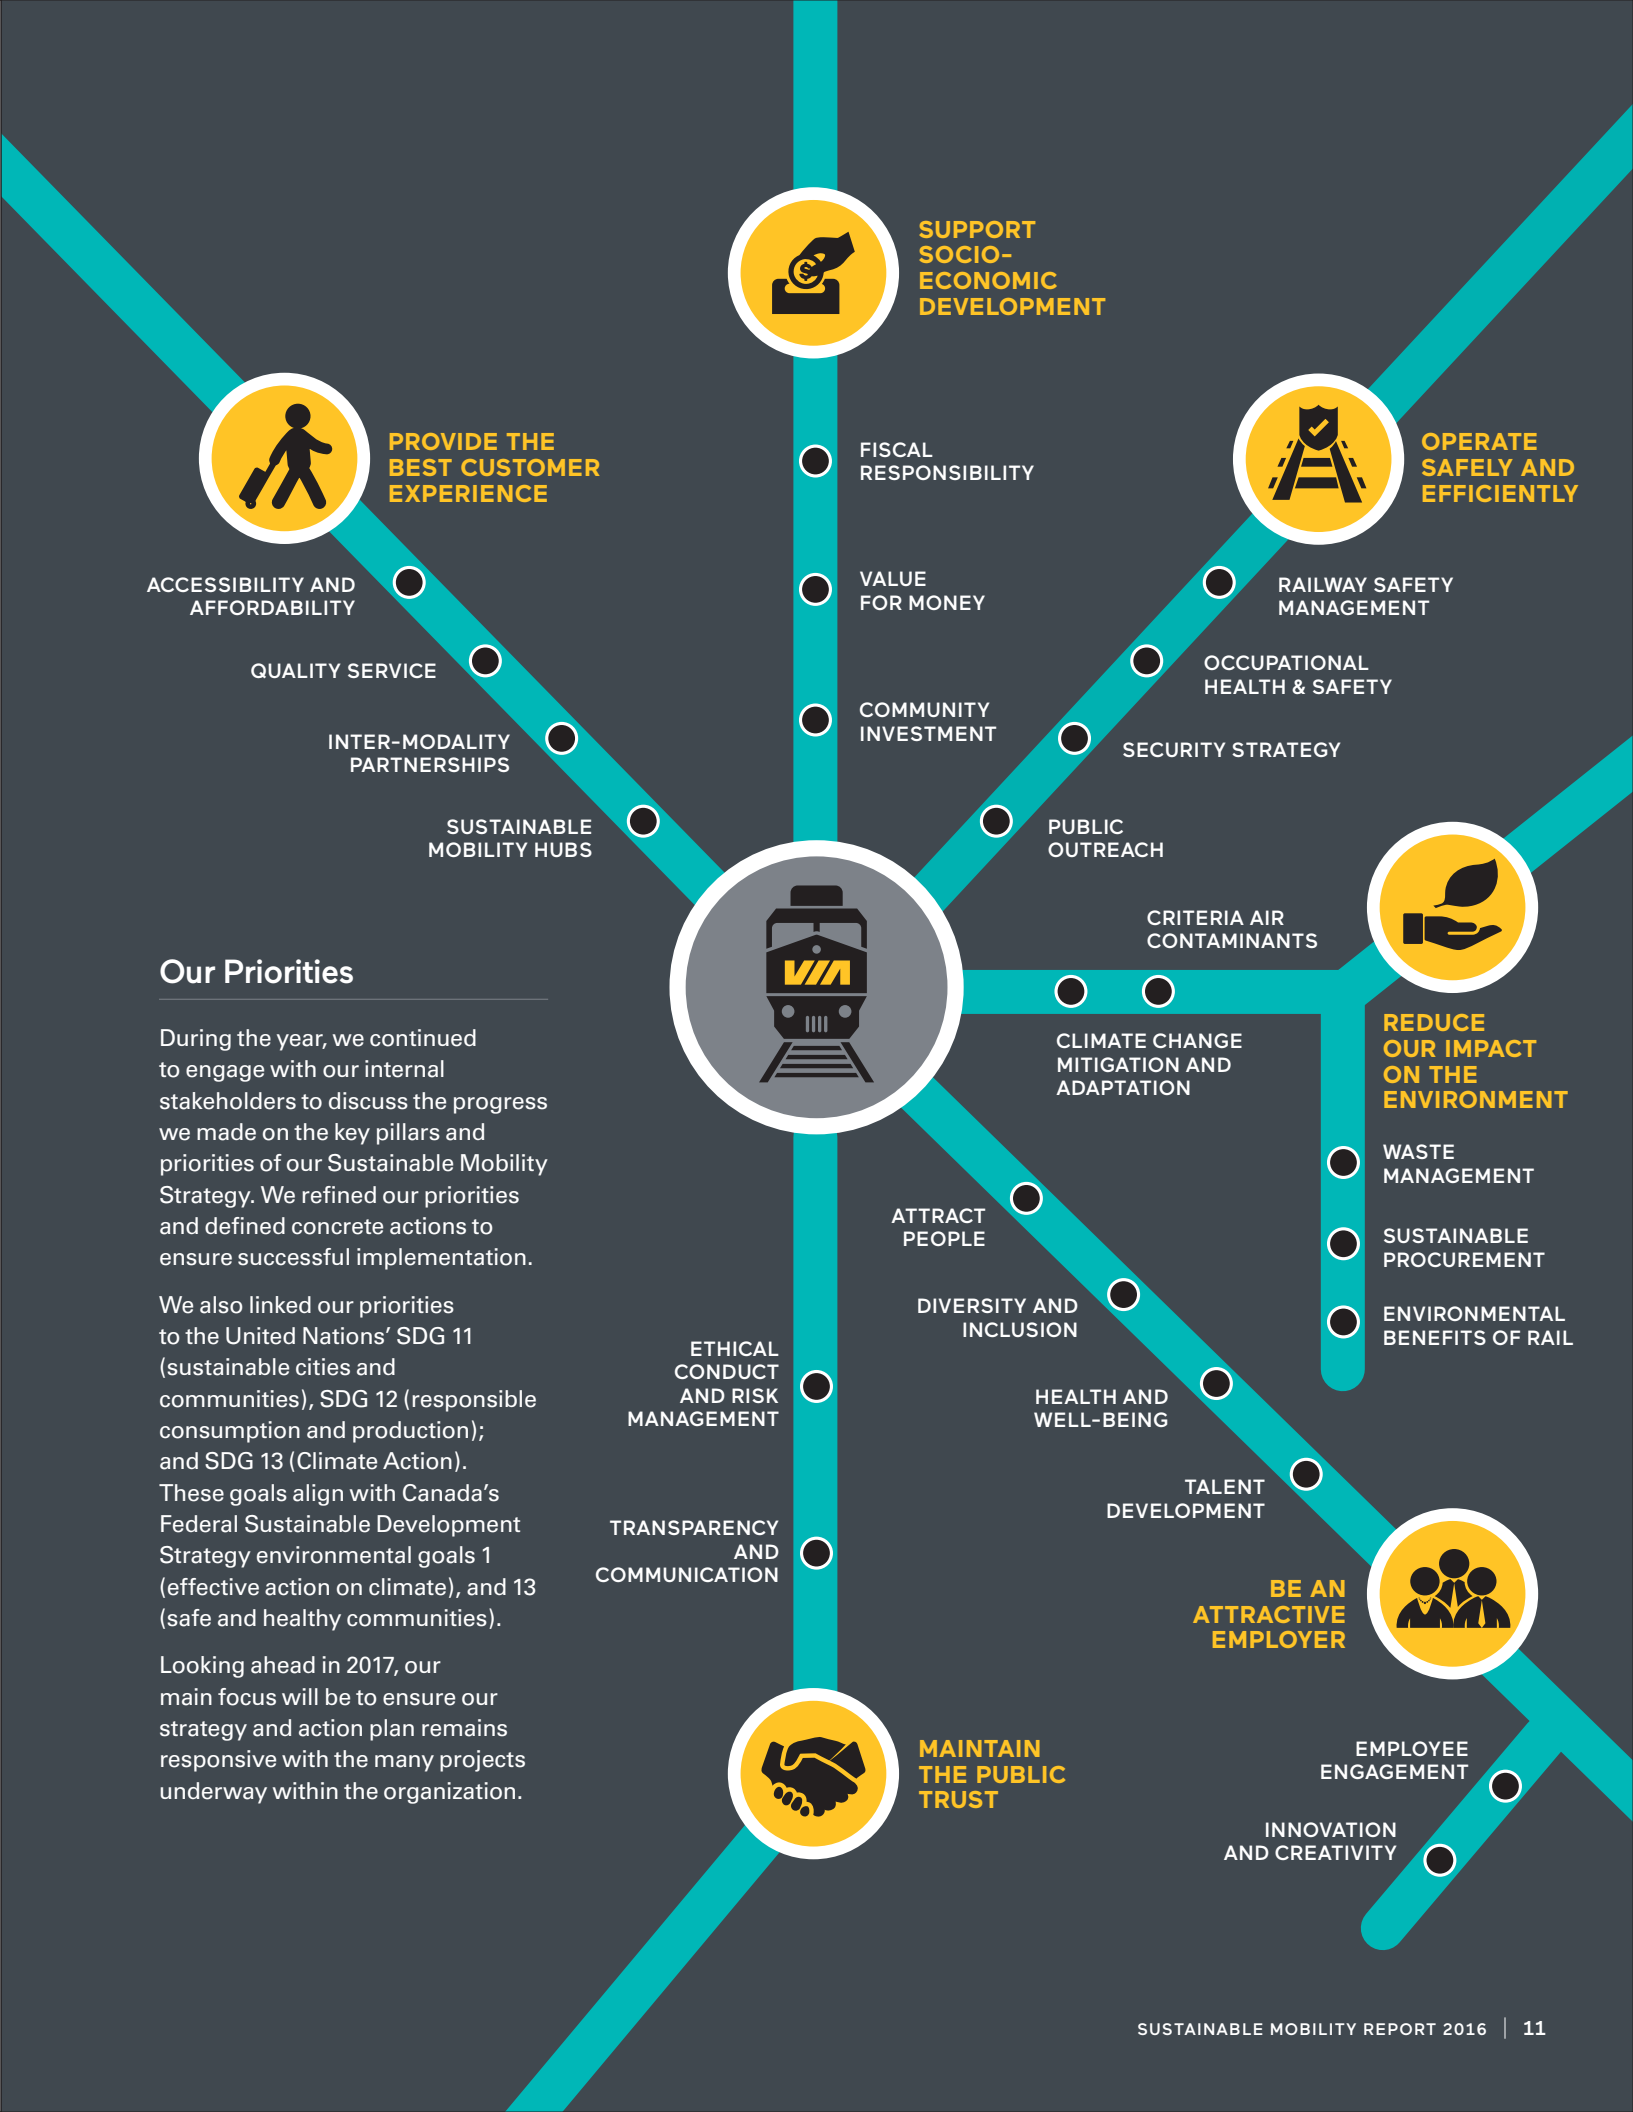 SUPPORT
SOCIO-
ECONOMIC
DEVELOPMENT
PROVIDE THE
BEST CUSTOMER
EXPERIENCE
OPERATE
SAFELY AND
EFFICIENTLY
FISCAL
RESPONSIBILITY
VALUE
FOR MONEY
COMMUNITY
INVESTMENT
ACCESSIBILITY AND
AFFORDABILITY
QUALITY SERVICE
INTER-MODALITY
PARTNERSHIPS
SUSTAINABLE
MOBILITY HUBS
RAILWAY SAFETY
MANAGEMENT
OCCUPATIONAL
HEALTH & SAFETY
SECURITY STRATEGY
PUBLIC
OUTREACH
CRITERIA AIR
CONTAMINANTS
CLIMATE CHANGE
MITIGATION AND
ADAPTATION
REDUCE
OUR IMPACT
ON THE
ENVIRONMENT
WASTE
MANAGEMENT
SUSTAINABLE
PROCUREMENT
ENVIRONMENTAL
BENEFITS OF RAIL
VIA
Our Priorities
During the year, we continued
to engage with our internal
stakeholders to discuss the progress
we made on the key pillars and
priorities of our Sustainable Mobility
Strategy. We refined our priorities
and defined concrete actions to
ensure successful implementation.
We also linked our priorities
to the United Nations’ SDG 11
(sustainable cities and
communities), SDG 12 (responsible
consumption and production);
and SDG 13 (Climate Action).
These goals align with Canada’s
Federal Sustainable Development
Strategy environmental goals 1
(effective action on climate), and 13
(safe and healthy communities).
Looking ahead in 2017, our
main focus will be to ensure our
strategy and action plan remains
responsive with the many projects
underway within the organization.
ATTRACT
PEOPLE
DIVERSITY AND
INCLUSION
HEALTH AND
WELL-BEING
TALENT
DEVELOPMENT
BE AN
ATTRACTIVE
EMPLOYER
EMPLOYEE
ENGAGEMENT
INNOVATION
AND CREATIVITY
ETHICAL
CONDUCT
AND RISK
MANAGEMENT
TRANSPARENCY
AND
COMMUNICATION
MAINTAIN
THE PUBLIC
TRUST
SUSTAINABLE MOBILITY REPORT 2016 | 11